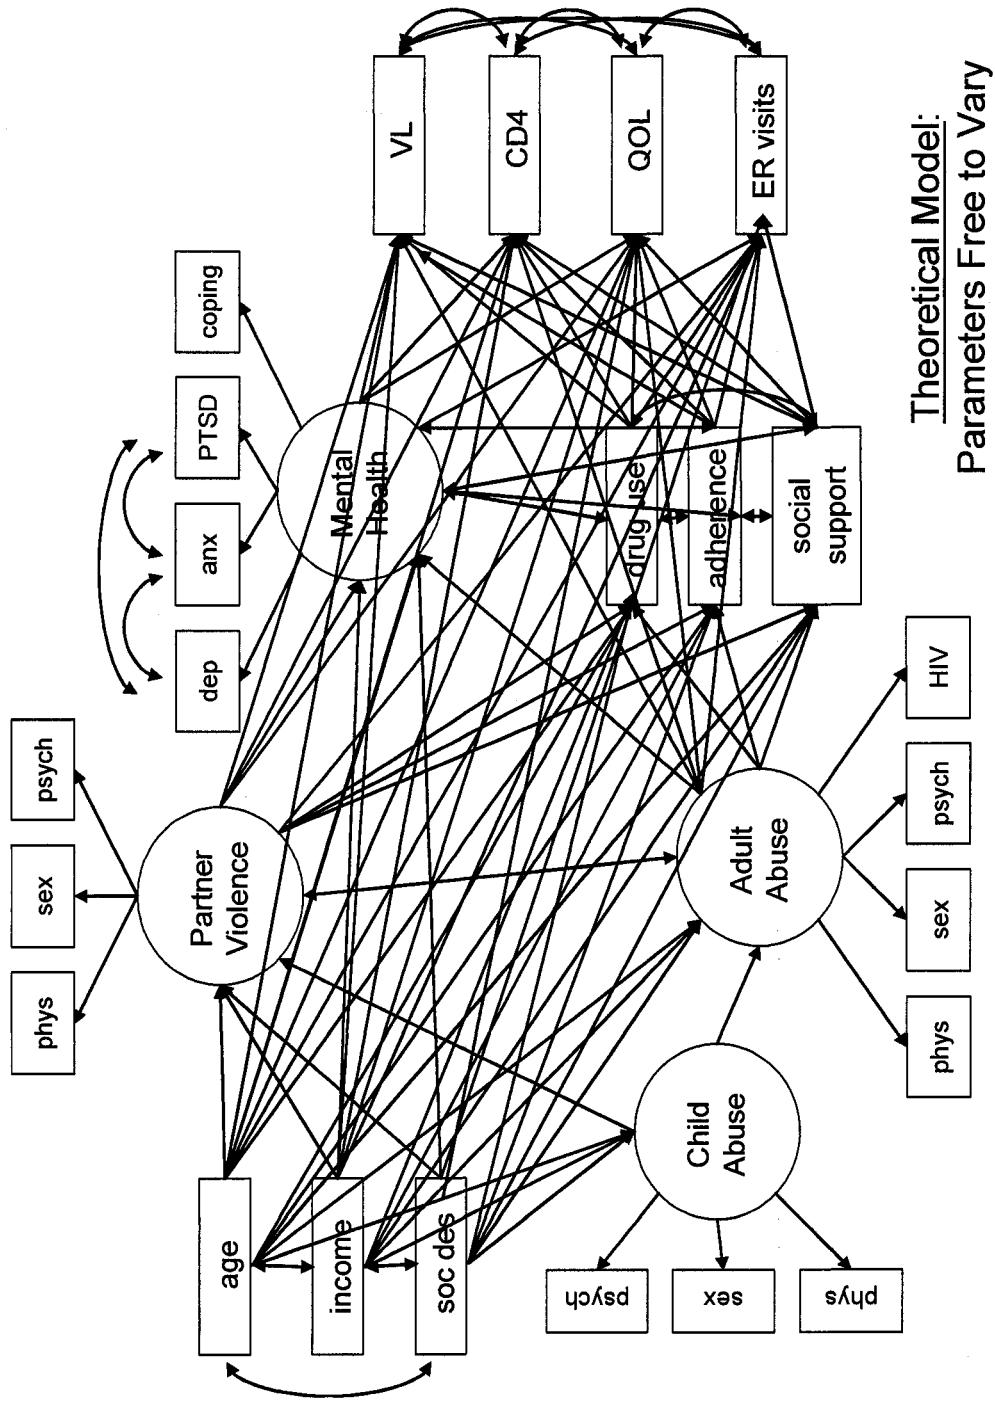 phys
sex
psych
Partner
Violence
dep
anx
PTSD
coping
Mental
Health
age
income
soc des
VL
CD4
QOL
ER visits
drug use
adherence
social
support
Child
Abuse
psych
sex
phys
Adult
Abuse
phys
sex
psych
HIV
Theoretical Model:
Parameters Free to Vary